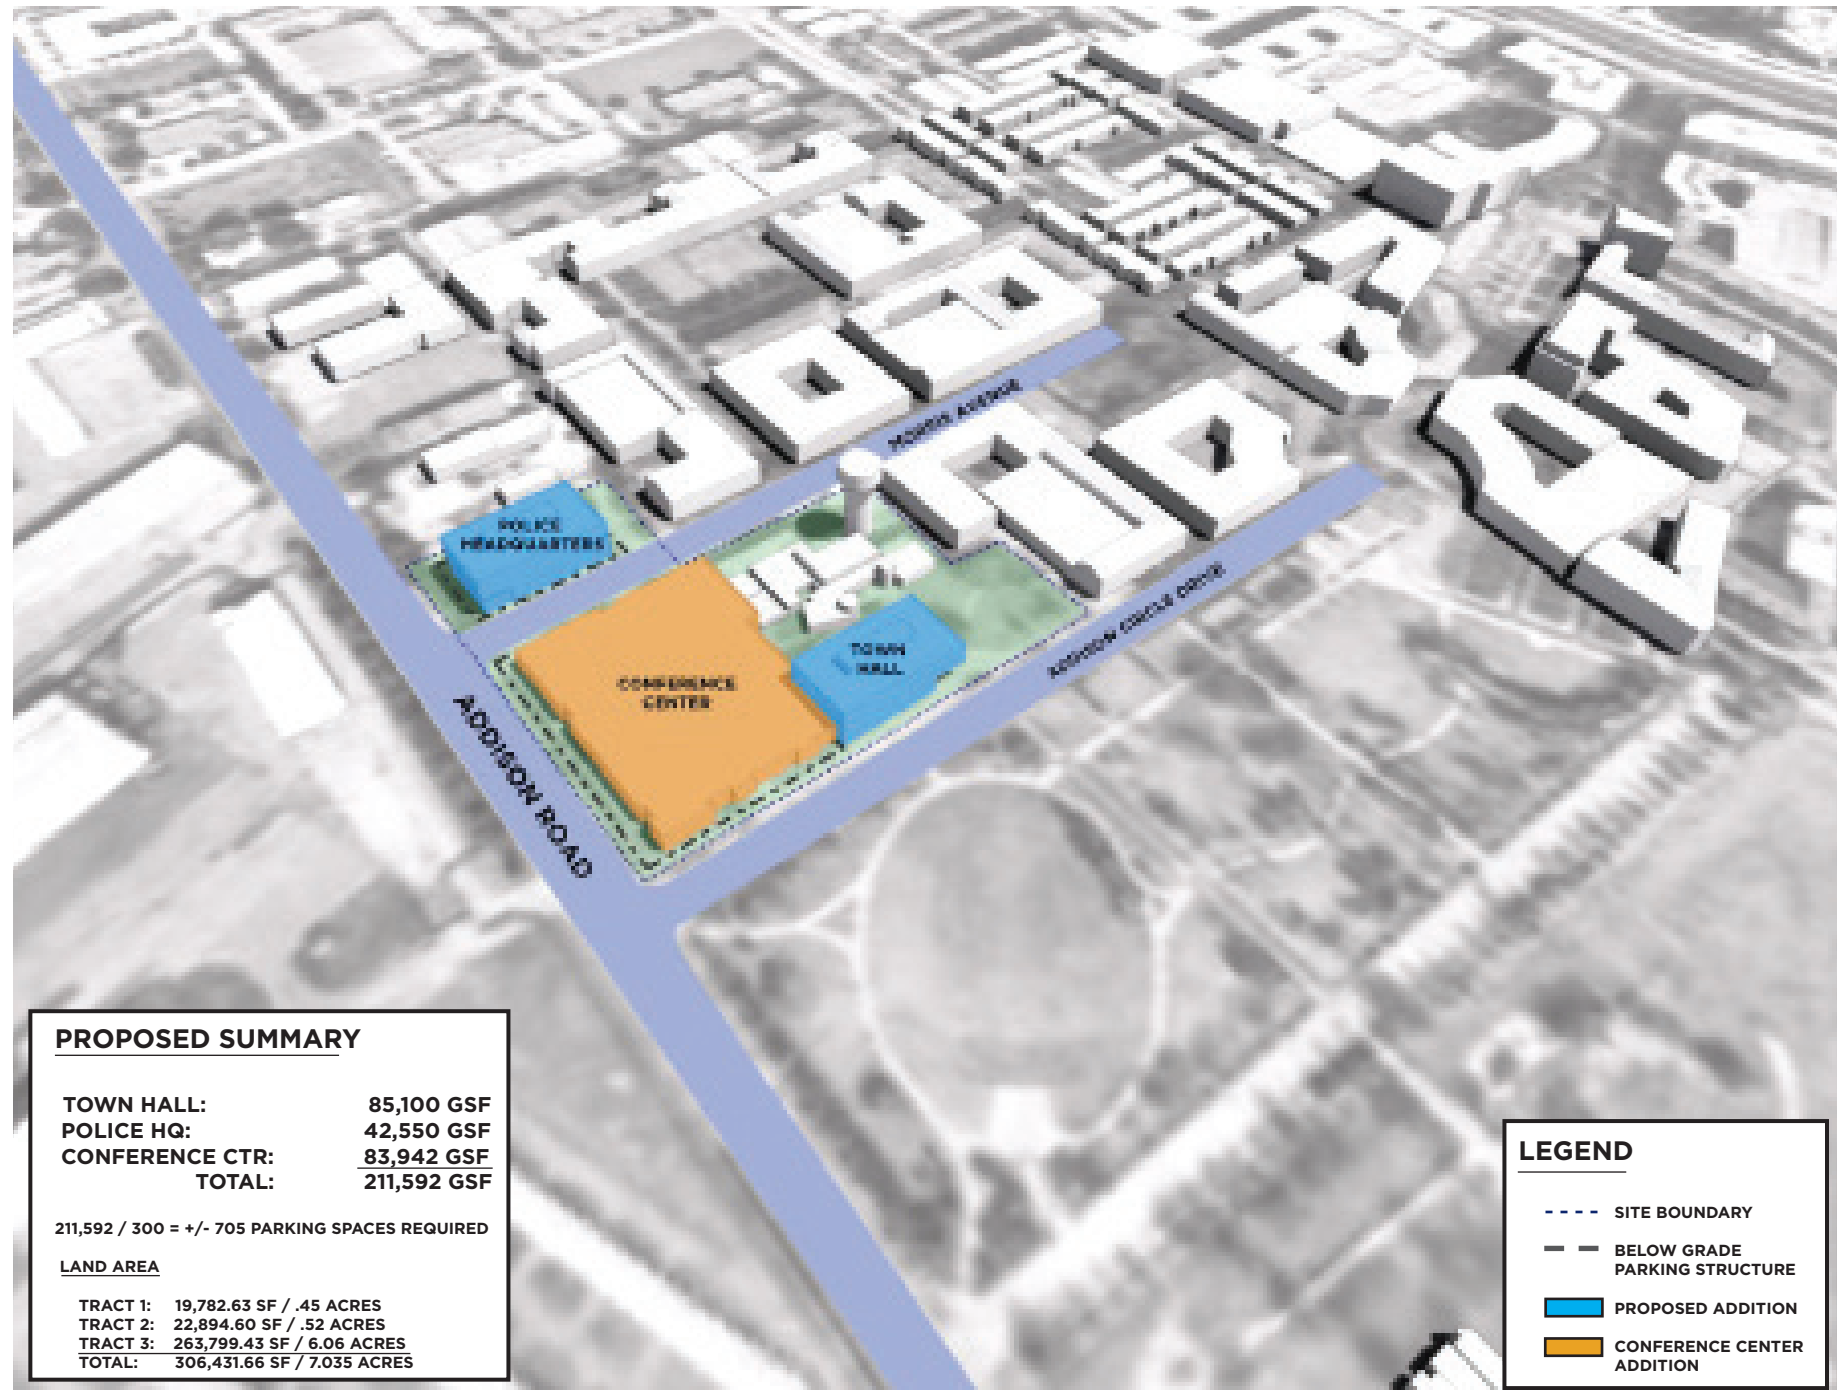 POLICE
HEADQUARTERS
MORRIS AVENUE
TOWN
HALL
CONFERENCE
CENTER
ADDISON CIRCLE DRIVE
ADDISON ROAD
PROPOSED SUMMARY
TOWN HALL: 85,100 GSF
POLICE HQ: 42,550 GSF
CONFERENCE CTR: 83,942 GSF
TOTAL: 211,592 GSF
211,592 / 300 = +/- 705 PARKING SPACES REQUIRED
LAND AREA
TRACT 1: 19,782.63 SF / .45 ACRES
TRACT 2: 22,894.60 SF / .52 ACRES
TRACT 3: 263,799.43 SF / 6.06 ACRES
TOTAL: 306,431.66 SF / 7.035 ACRES
LEGEND
SITE BOUNDARY
BELOW GRADE
PARKING STRUCTURE
PROPOSED ADDITION
CONFERENCE CENTER
ADDITION